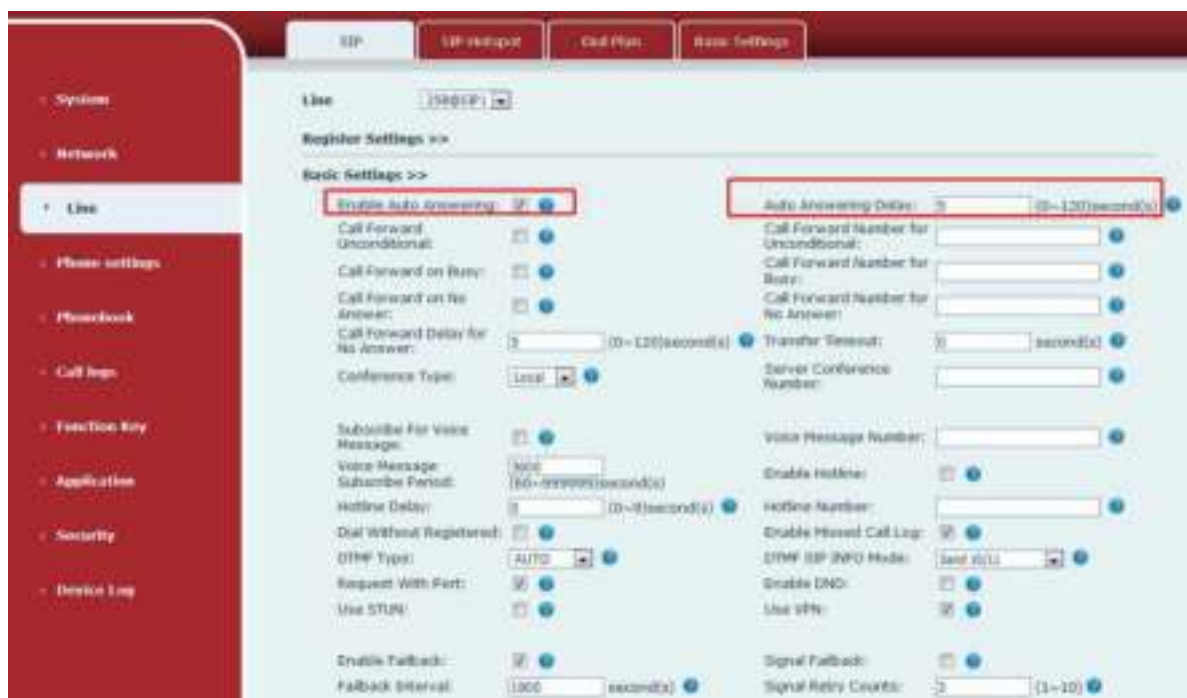 SIP SIP Hotspot Dial Plan Basic Settings
System
Network
Line
Phone settings
Phonebook
Call logs
Function Key
Application
Security
Device Log
Line
Register Settings >>
Basic Settings >>
Enable Auto Answering: Auto Answering Delay: (0~120)second(s)
Call Forward Unconditional: Call Forward Number for Unconditional:
Call Forward on Busy: Call Forward Number for Busy:
Call Forward on No Answer: Call Forward Number for No Answer:
Call Forward Delay for No Answer: (0~120)second(s) Transfer Timeout: second(s)
Conference Type: Local Server Conference Number:
Subscribe For Voice Message: Voice Message Number:
Voice Message Subscribe Period: 3600 (60~999999)second(s) Enable Hotline:
Hotline Delay: (0~9)second(s) Hotline Number:
Dial Without Registered: Enable Missed Call Log:
DTMF Type: AUTO DTMF SIP INFO Mode: Send 10/11
Request With Port: Enable DND:
Use STUN: Use VPN:
Enable Failback: Signal Failback:
Failback Interval: 1800 second(s) Signal Retry Counts: 3 (1~10)